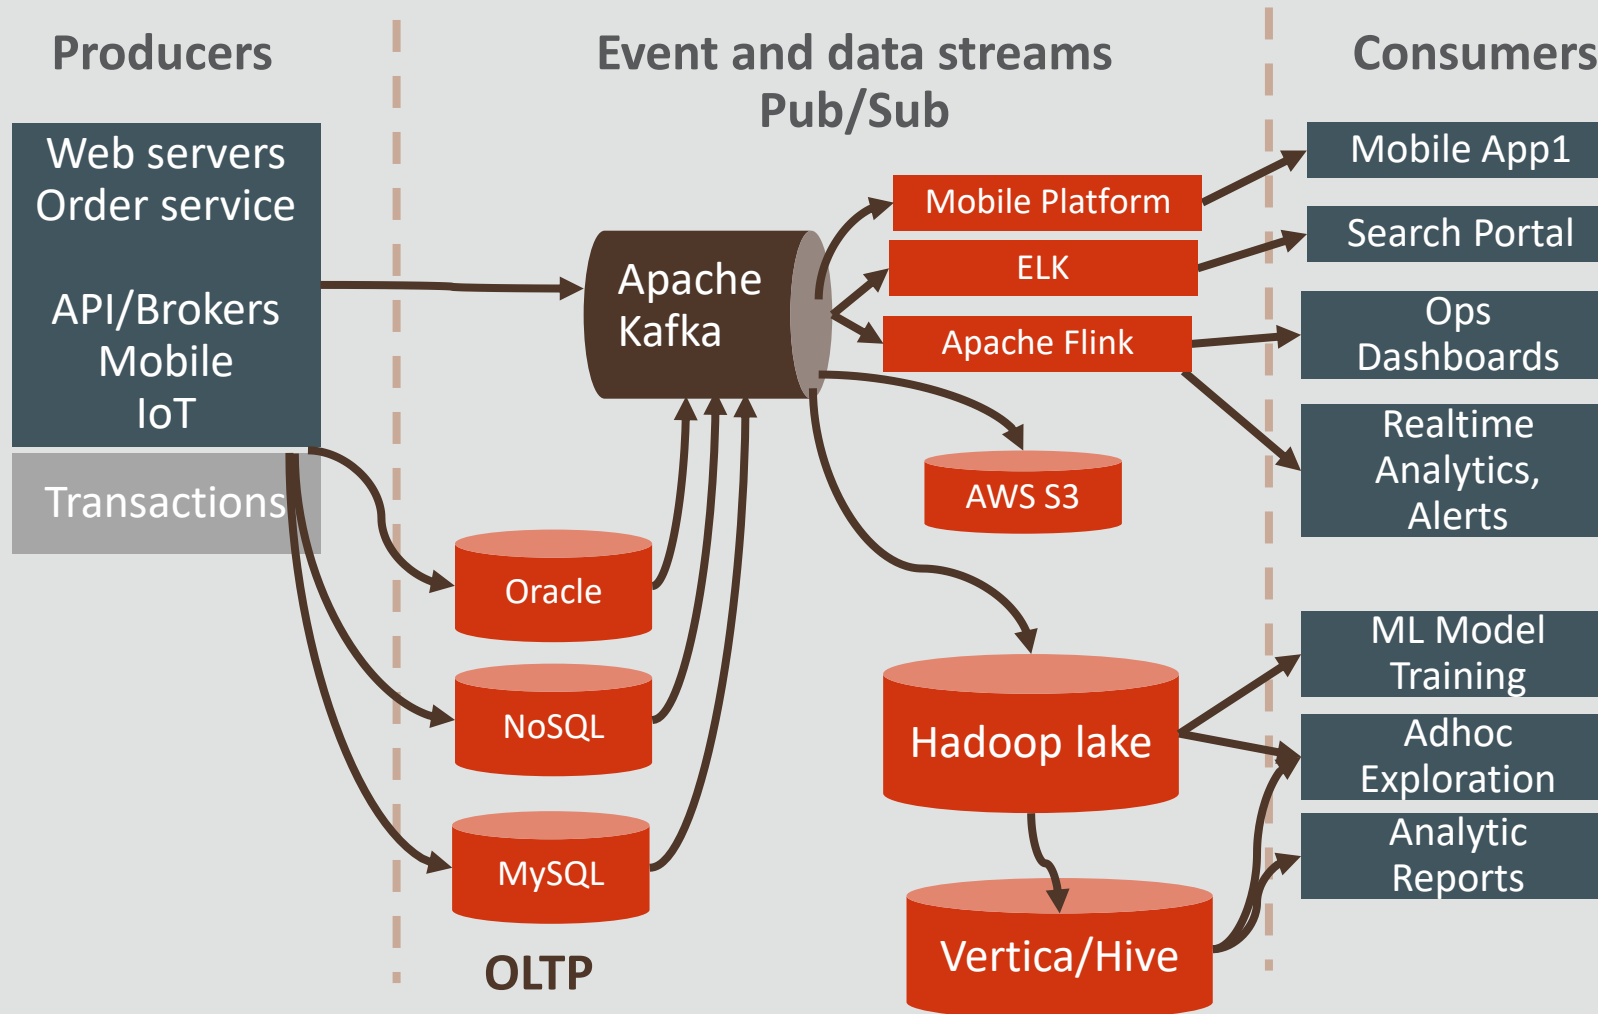 Producers
Event and data streams
Pub/Sub
Consumers
Web servers
Order service
API/Brokers
Mobile
IoT
Transactions
Apache
Kafka
Oracle
NoSQL
MySQL
OLTP
Mobile Platform
ELK
Apache Flink
AWS S3
Hadoop lake
Vertica/Hive
Mobile App1
Search Portal
Ops
Dashboards
Realtime
Analytics,
Alerts
ML Model
Training
Adhoc
Exploration
Analytic
Reports